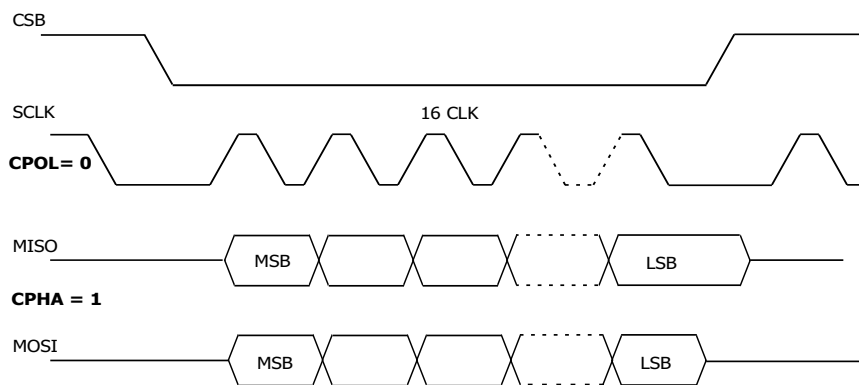 CSB
SCLK
16 CLK
CPOL= 0
MISO
MSB
LSB
CPHA = 1
MOSI
MSB
LSB